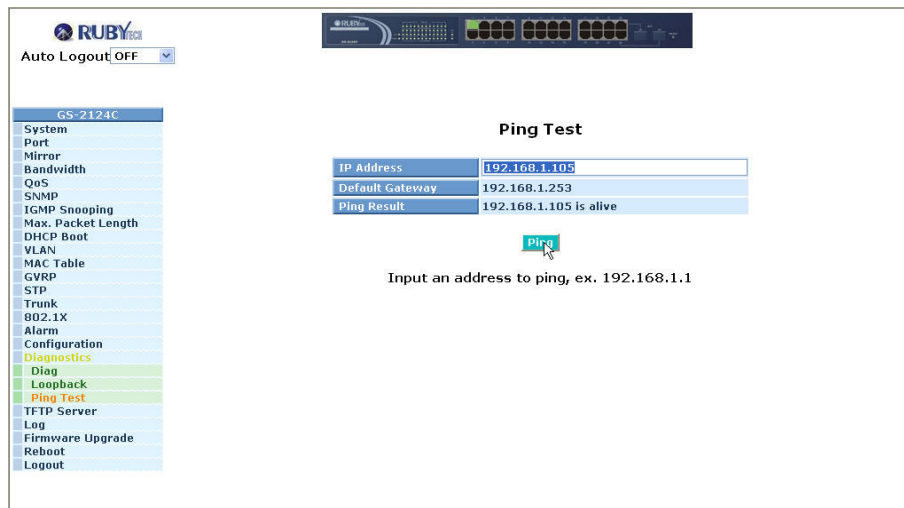 RUBYTECH
Auto Logout OFF
GS-2124C
System
Port
Mirror
Bandwidth
QoS
SNMP
IGMP Snooping
Max. Packet Length
DHCP Boot
VLAN
MAC Table
GVRP
STP
Trunk
802.1X
Alarm
Configuration
Diagnostics
Diag
Loopback
Ping Test
TFTP Server
Log
Firmware Upgrade
Reboot
Logout
Ping Test
IP Address 192.168.1.105
Default Gateway 192.168.1.253
Ping Result 192.168.1.105 is alive
Ping
Input an address to ping, ex. 192.168.1.1